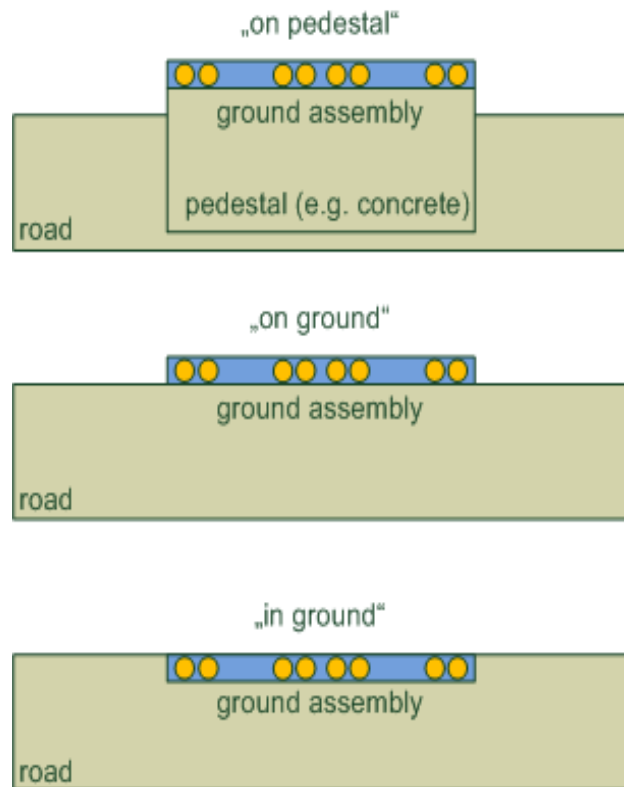 „on pedestal“
ground assembly
pedestal (e.g. concrete)
road
„on ground“
ground assembly
road
„in ground“
ground assembly
road